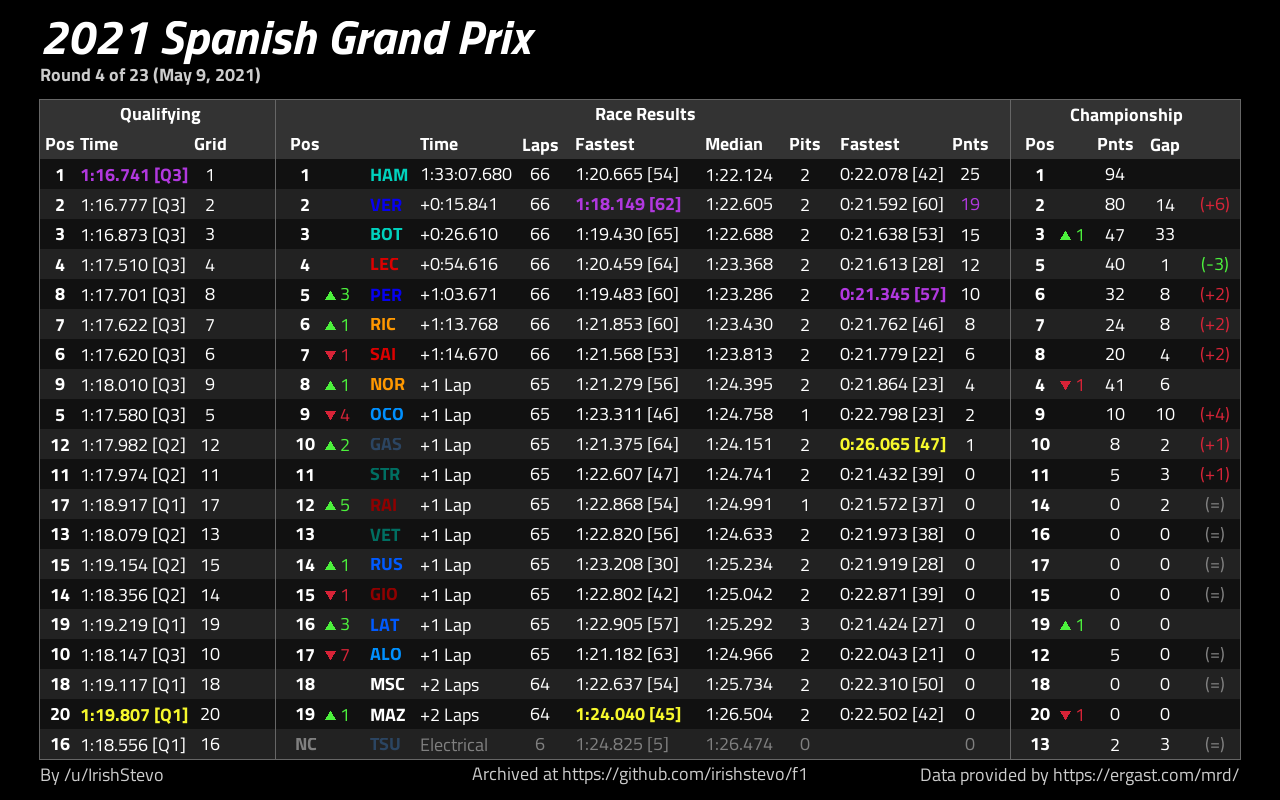 2021 Spanish Grand Prix
Round 4 of 23 (May 9, 2021)
Qualifying Race Results Championship
Pos Time Grid Pos Time Laps Fastest Median Pits Fastest Pnts Pos Pnts Gap
1 1:16.741 [Q3] 1 1 HAM 1:33:07.680 66 1:20.665 [54] 1:22.124 2 0:22.078 [42] 25 1 94
2 1:16.777 [Q3] 2 2 VER +0:15.841 66 1:18.149 [62] 1:22.605 2 0:21.592 [60] 19 2 80 14 (+6)
3 1:16.873 [Q3] 3 3 BOT +0:26.610 66 1:19.430 [65] 1:22.688 2 0:21.638 [53] 15 3 ▲ 1 47 33
4 1:17.510 [Q3] 4 4 LEC +0:54.616 66 1:20.459 [64] 1:23.368 2 0:21.613 [28] 12 5 40 1 (-3)
8 1:17.701 [Q3] 8 5 ▲ 3 PER +1:03.671 66 1:19.483 [60] 1:23.286 2 0:21.345 [57] 10 6 32 8 (+2)
7 1:17.622 [Q3] 7 6 ▲ 1 RIC +1:13.768 66 1:21.853 [60] 1:23.430 2 0:21.762 [46] 8 7 24 8 (+2)
6 1:17.620 [Q3] 6 7 ▼ 1 SAI +1:14.670 66 1:21.568 [53] 1:23.813 2 0:21.779 [22] 6 8 20 4 (+2)
9 1:18.010 [Q3] 9 8 ▲ 1 NOR +1 Lap 65 1:21.279 [56] 1:24.395 2 0:21.864 [23] 4 4 ▼ 1 41 6
5 1:17.580 [Q3] 5 9 ▼ 4 OCO +1 Lap 65 1:23.311 [46] 1:24.758 1 0:22.798 [23] 2 9 10 10 (+4)
12 1:17.982 [Q2] 12 10 ▲ 2 GAS +1 Lap 65 1:21.375 [64] 1:24.151 2 0:26.065 [47] 1 10 8 2 (+1)
11 1:17.974 [Q2] 11 11 STR +1 Lap 65 1:22.607 [47] 1:24.741 2 0:21.432 [39] 0 11 5 3 (+1)
17 1:18.917 [Q1] 17 12 ▲ 5 RAI +1 Lap 65 1:22.868 [54] 1:24.991 1 0:21.572 [37] 0 14 0 2 (=)
13 1:18.079 [Q2] 13 13 VET +1 Lap 65 1:22.820 [56] 1:24.633 2 0:21.973 [38] 0 16 0 0 (=)
15 1:19.154 [Q2] 15 14 ▲ 1 RUS +1 Lap 65 1:23.208 [30] 1:25.234 2 0:21.919 [28] 0 17 0 0 (=)
14 1:18.356 [Q2] 14 15 ▼ 1 GIO +1 Lap 65 1:22.802 [42] 1:25.042 2 0:22.871 [39] 0 15 0 0 (=)
19 1:19.219 [Q1] 19 16 ▲ 3 LAT +1 Lap 65 1:22.905 [57] 1:25.292 3 0:21.424 [27] 0 19 ▲ 1 0 0
10 1:18.147 [Q3] 10 17 ▼ 7 ALO +1 Lap 65 1:21.182 [63] 1:24.966 2 0:22.043 [21] 0 12 5 0 (=)
18 1:19.117 [Q1] 18 18 MSC +2 Laps 64 1:22.637 [54] 1:25.734 2 0:22.310 [50] 0 18 0 0 (=)
20 1:19.807 [Q1] 20 19 ▲ 1 MAZ +2 Laps 64 1:24.040 [45] 1:26.504 2 0:22.502 [42] 0 20 ▼ 1 0 0
16 1:18.556 [Q1] 16 NC TSU Electrical 6 1:24.825 [5] 1:26.474 0 0 13 2 3 (=)
By /u/IrishStevo Archived at https://github.com/irishstevo/f1 Data provided by https://ergast.com/mrd/